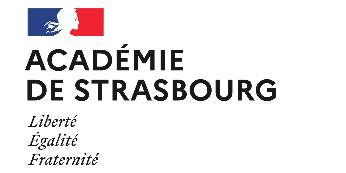 ACADÉMIE
DE STRASBOURG
Liberté
Égalité
Fraternité